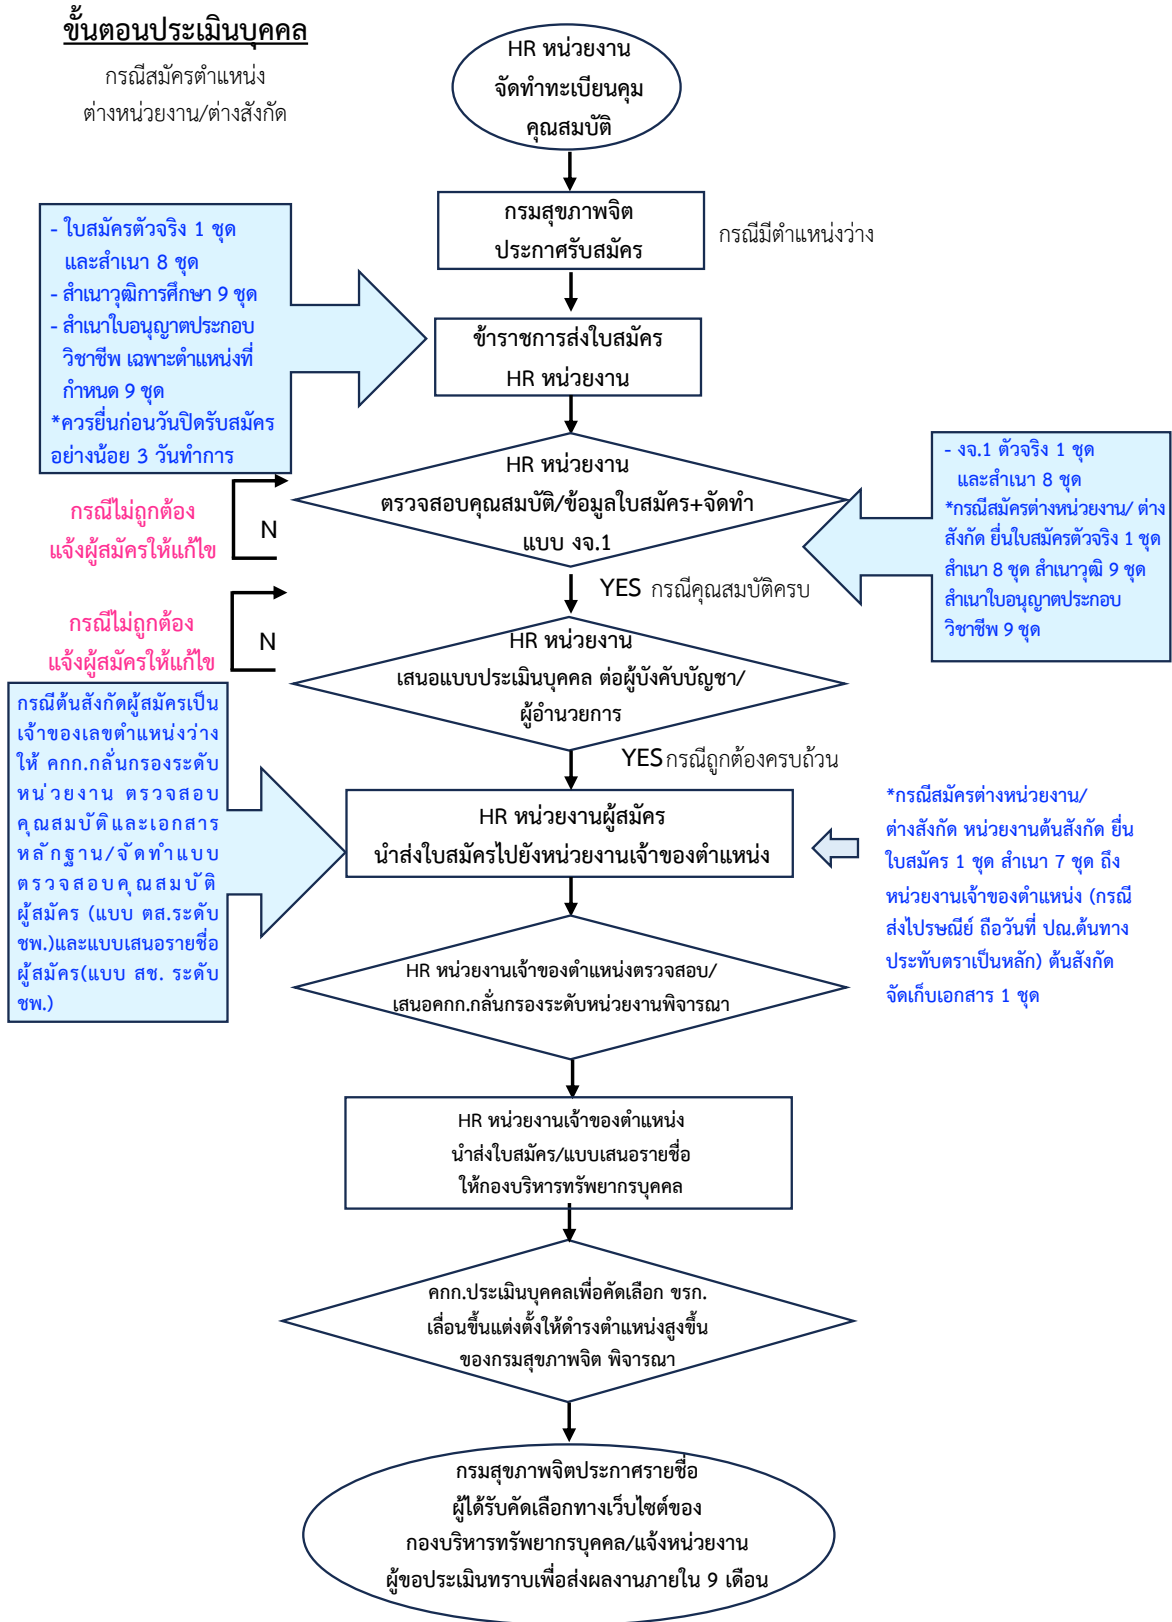 ขั้นตอนประเมินบุคคล
กรณีสมัครตำแหน่ง
ต่างหน่วยงาน/ต่างสังกัด
HR หน่วยงาน
จัดทำทะเบียนคุม
คุณสมบัติ
กรมสุขภาพจิต
ประกาศรับสมัคร
กรณีมีตำแหน่งว่าง
- ใบสมัครตัวจริง 1 ชุด
และสำเนา 8 ชุด
- สำเนาวุฒิการศึกษา 9 ชุด
- สำเนาใบอนุญาตประกอบ
วิชาชีพ เฉพาะตำแหน่งที่
กำหนด 9 ชุด
*ควรยื่นก่อนวันปิดรับสมัคร
อย่างน้อย 3 วันทำการ
ข้าราชการส่งใบสมัคร
HR หน่วยงาน
HR หน่วยงาน
ตรวจสอบคุณสมบัติ/ข้อมูลใบสมัคร+จัดทำ
แบบ งจ.1
- งจ.1 ตัวจริง 1 ชุด
และสำเนา 8 ชุด
*กรณีสมัครต่างหน่วยงาน/ ต่าง
สังกัด ยื่นใบสมัครตัวจริง 1 ชุด
สำเนา 8 ชุด สำเนาวุฒิ 9 ชุด
สำเนาใบอนุญาตประกอบ
วิชาชีพ 9 ชุด
กรณีไม่ถูกต้อง
แจ้งผู้สมัครให้แก้ไข
N
YES กรณีคุณสมบัติครบ
กรณีไม่ถูกต้อง
แจ้งผู้สมัครให้แก้ไข
N
HR หน่วยงาน
เสนอแบบประเมินบุคคล ต่อผู้บังคับบัญชา/
ผู้อำนวยการ
YES กรณีถูกต้องครบถ้วน
กรณีต้นสังกัดผู้สมัครเป็น
เจ้าของเลขตำแหน่งว่าง
ให้ คกก.กลั่นกรองระดับ
หน่วยงาน ตรวจสอบ
คุณสมบัติและเอกสาร
หลักฐาน/จัดทำแบบ
ตรวจสอบคุณสมบัติ
ผู้สมัคร (แบบ ตส.ระดับ
ชพ.)และแบบเสนอรายชื่อ
ผู้สมัคร(แบบ สช. ระดับ
ชพ.)
HR หน่วยงานผู้สมัคร
นำส่งใบสมัครไปยังหน่วยงานเจ้าของตำแหน่ง
*กรณีสมัครต่างหน่วยงาน/
ต่างสังกัด หน่วยงานต้นสังกัด ยื่น
ใบสมัคร 1 ชุด สำเนา 7 ชุด ถึง
หน่วยงานเจ้าของตำแหน่ง (กรณี
ส่งไปรษณีย์ ถือวันที่ ปณ.ต้นทาง
ประทับตราเป็นหลัก) ต้นสังกัด
จัดเก็บเอกสาร 1 ชุด
HR หน่วยงานเจ้าของตำแหน่งตรวจสอบ/
เสนอคกก.กลั่นกรองระดับหน่วยงานพิจารณา
HR หน่วยงานเจ้าของตำแหน่ง
นำส่งใบสมัคร/แบบเสนอรายชื่อ
ให้กองบริหารทรัพยากรบุคคล
คกก.ประเมินบุคคลเพื่อคัดเลือก ขรก.
เลื่อนขึ้นแต่งตั้งให้ดำรงตำแหน่งสูงขึ้น
ของกรมสุขภาพจิต พิจารณา
กรมสุขภาพจิตประกาศรายชื่อ
ผู้ได้รับคัดเลือกทางเว็บไซต์ของ
กองบริหารทรัพยากรบุคคล/แจ้งหน่วยงาน
ผู้ขอประเมินทราบเพื่อส่งผลงานภายใน 9 เดือน